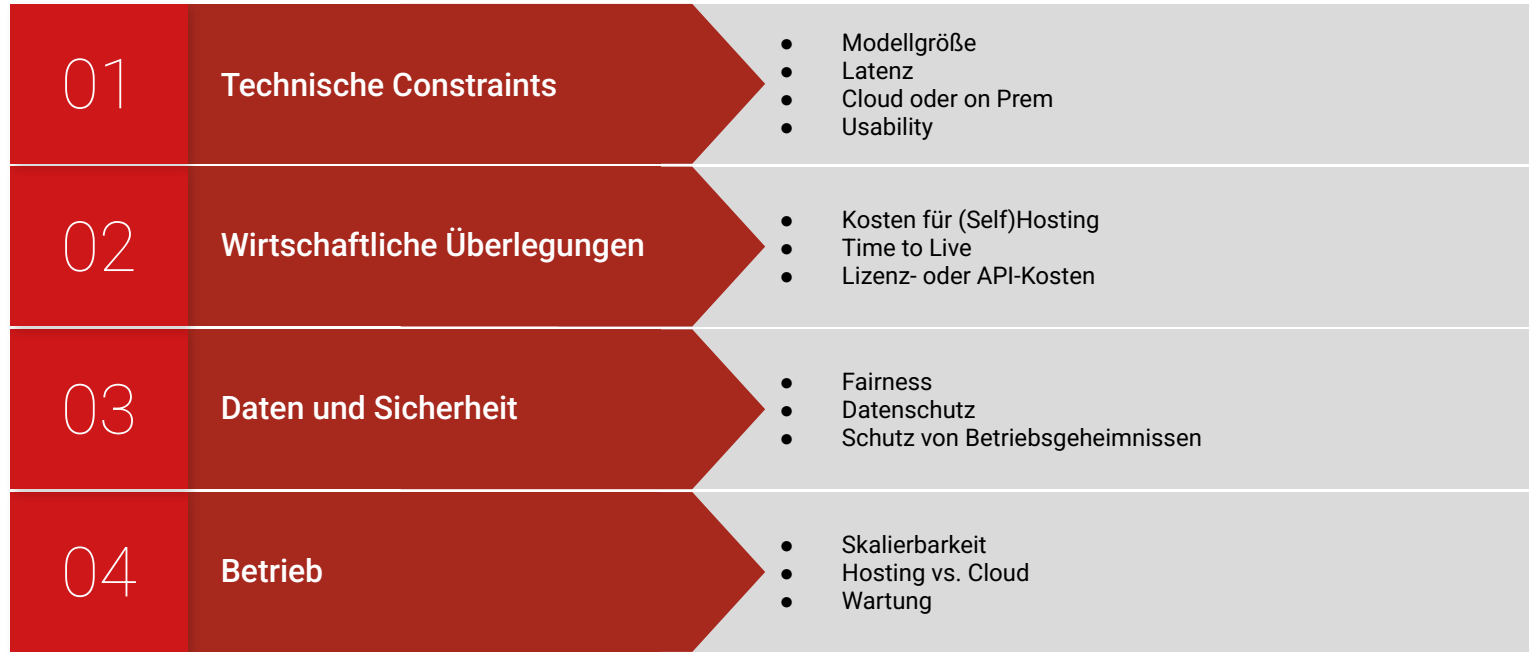 01
Technische Constraints
● Modellgröße
● Latenz
● Cloud oder on Prem
● Usability
02
Wirtschaftliche Überlegungen
● Kosten für (Self)Hosting
● Time to Live
● Lizenz- oder API-Kosten
03
Daten und Sicherheit
● Fairness
● Datenschutz
● Schutz von Betriebsgeheimnissen
04
Betrieb
● Skalierbarkeit
● Hosting vs. Cloud
● Wartung